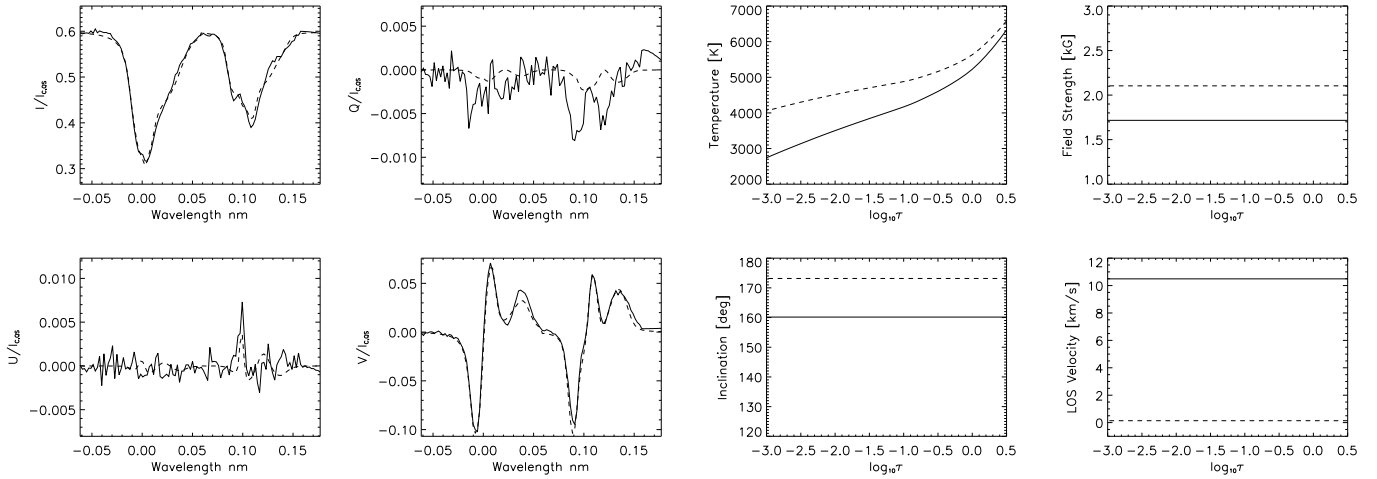 0.6
0.5
0.4
0.3
I/Ic,QS
−0.05 0.00 0.05 0.10 0.15
Wavelength nm
0.005
0.000
−0.005
−0.010
Q/Ic,QS
−0.05 0.00 0.05 0.10 0.15
Wavelength nm
7000
6000
5000
4000
3000
2000
Temperature [K]
−3.0 −2.5 −2.0 −1.5 −1.0 −0.5 0.0 0.5
log₁₀τ
3.0
2.5
2.0
1.5
1.0
Field Strength [kG]
−3.0 −2.5 −2.0 −1.5 −1.0 −0.5 0.0 0.5
log₁₀τ
0.010
0.005
0.000
−0.005
U/Ic,QS
−0.05 0.00 0.05 0.10 0.15
Wavelength nm
0.05
0.00
−0.05
−0.10
V/Ic,QS
−0.05 0.00 0.05 0.10 0.15
Wavelength nm
180
170
160
150
140
130
120
Inclination [deg]
−3.0 −2.5 −2.0 −1.5 −1.0 −0.5 0.0 0.5
log₁₀τ
12
10
8
6
4
2
0
LOS Velocity [km/s]
−3.0 −2.5 −2.0 −1.5 −1.0 −0.5 0.0 0.5
log₁₀τ